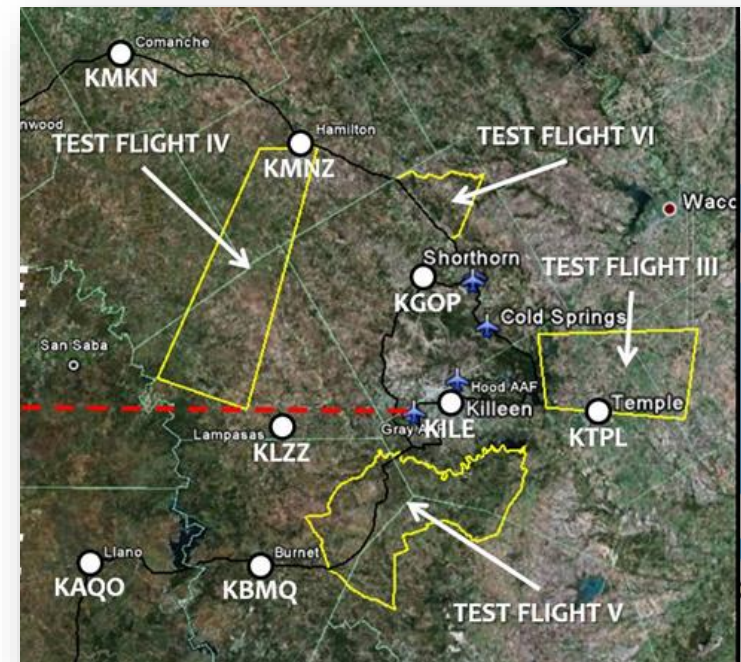 Comanche
KMKN
nwood
TEST FLIGHT IV
Hamilton
KMNZ
TEST FLIGHT VI
Waco
Shorthorn
KGOP
TEST FLIGHT III
Cold Springs
San Saba
Hood AAF
Killeen
Temple
KTPL
Gray
KILE
Lampasas
KLZZ
Llano
KAQO
Burnet
KBMQ
TEST FLIGHT V